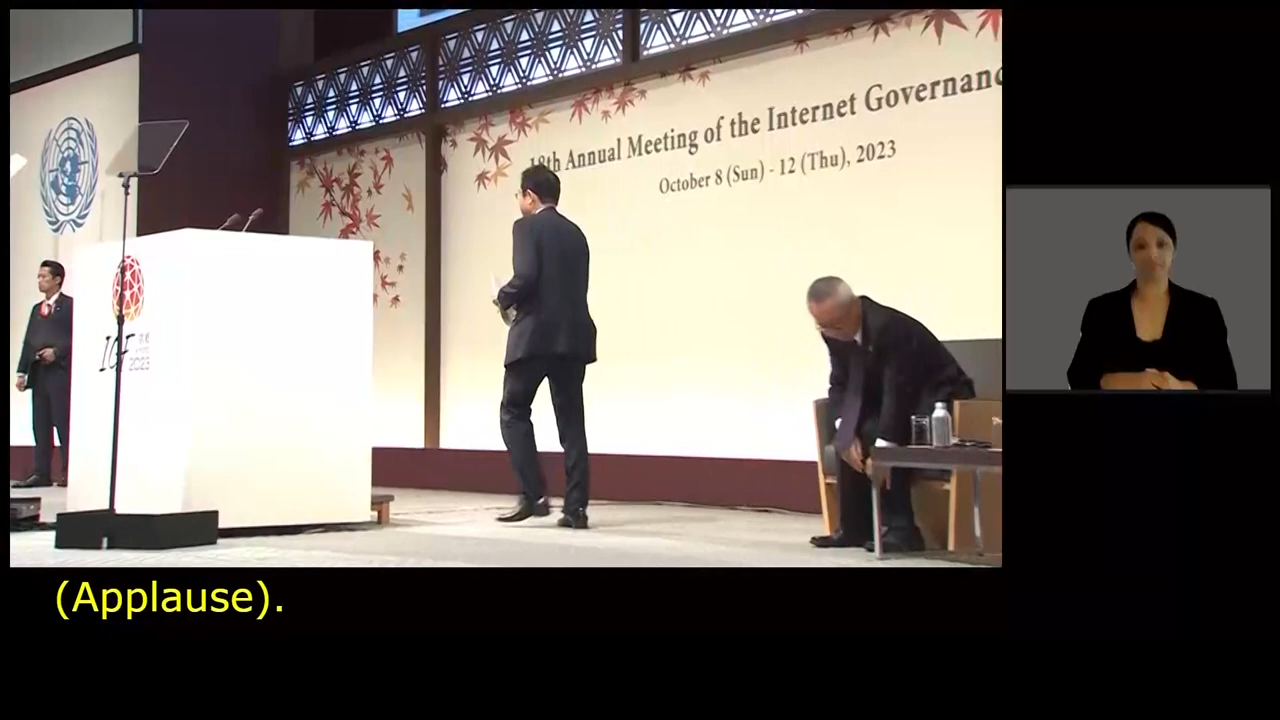 18th Annual Meeting of the Internet Governanc
October 8 (Sun) - 12 (Thu), 2023
IGF
2023
(Applause).